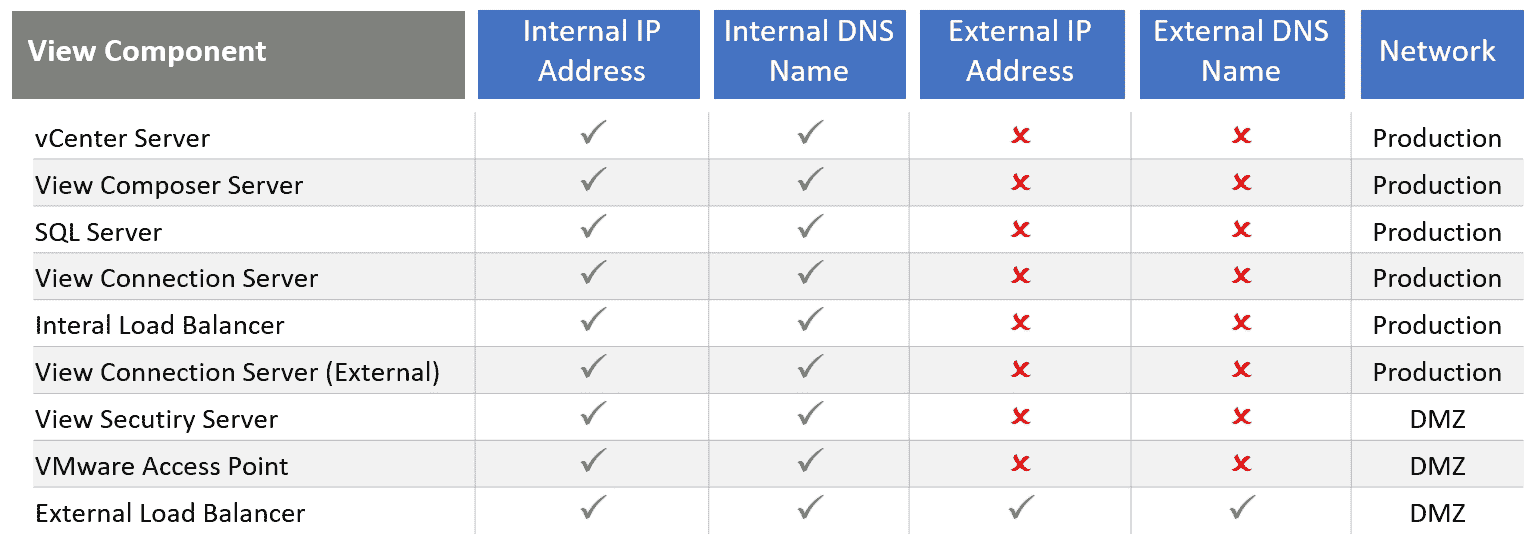 View Component Internal IP Address Internal DNS Name External IP Address External DNS Name Network
vCenter Server ✓ ✓ ✗ ✗ Production
View Composer Server ✓ ✓ ✗ ✗ Production
SQL Server ✓ ✓ ✗ ✗ Production
View Connection Server ✓ ✓ ✗ ✗ Production
Interal Load Balancer ✓ ✓ ✗ ✗ Production
View Connection Server (External) ✓ ✓ ✗ ✗ Production
View Secutiry Server ✓ ✓ ✗ ✗ DMZ
VMware Access Point ✓ ✓ ✗ ✗ DMZ
External Load Balancer ✓ ✓ ✓ ✓ DMZ